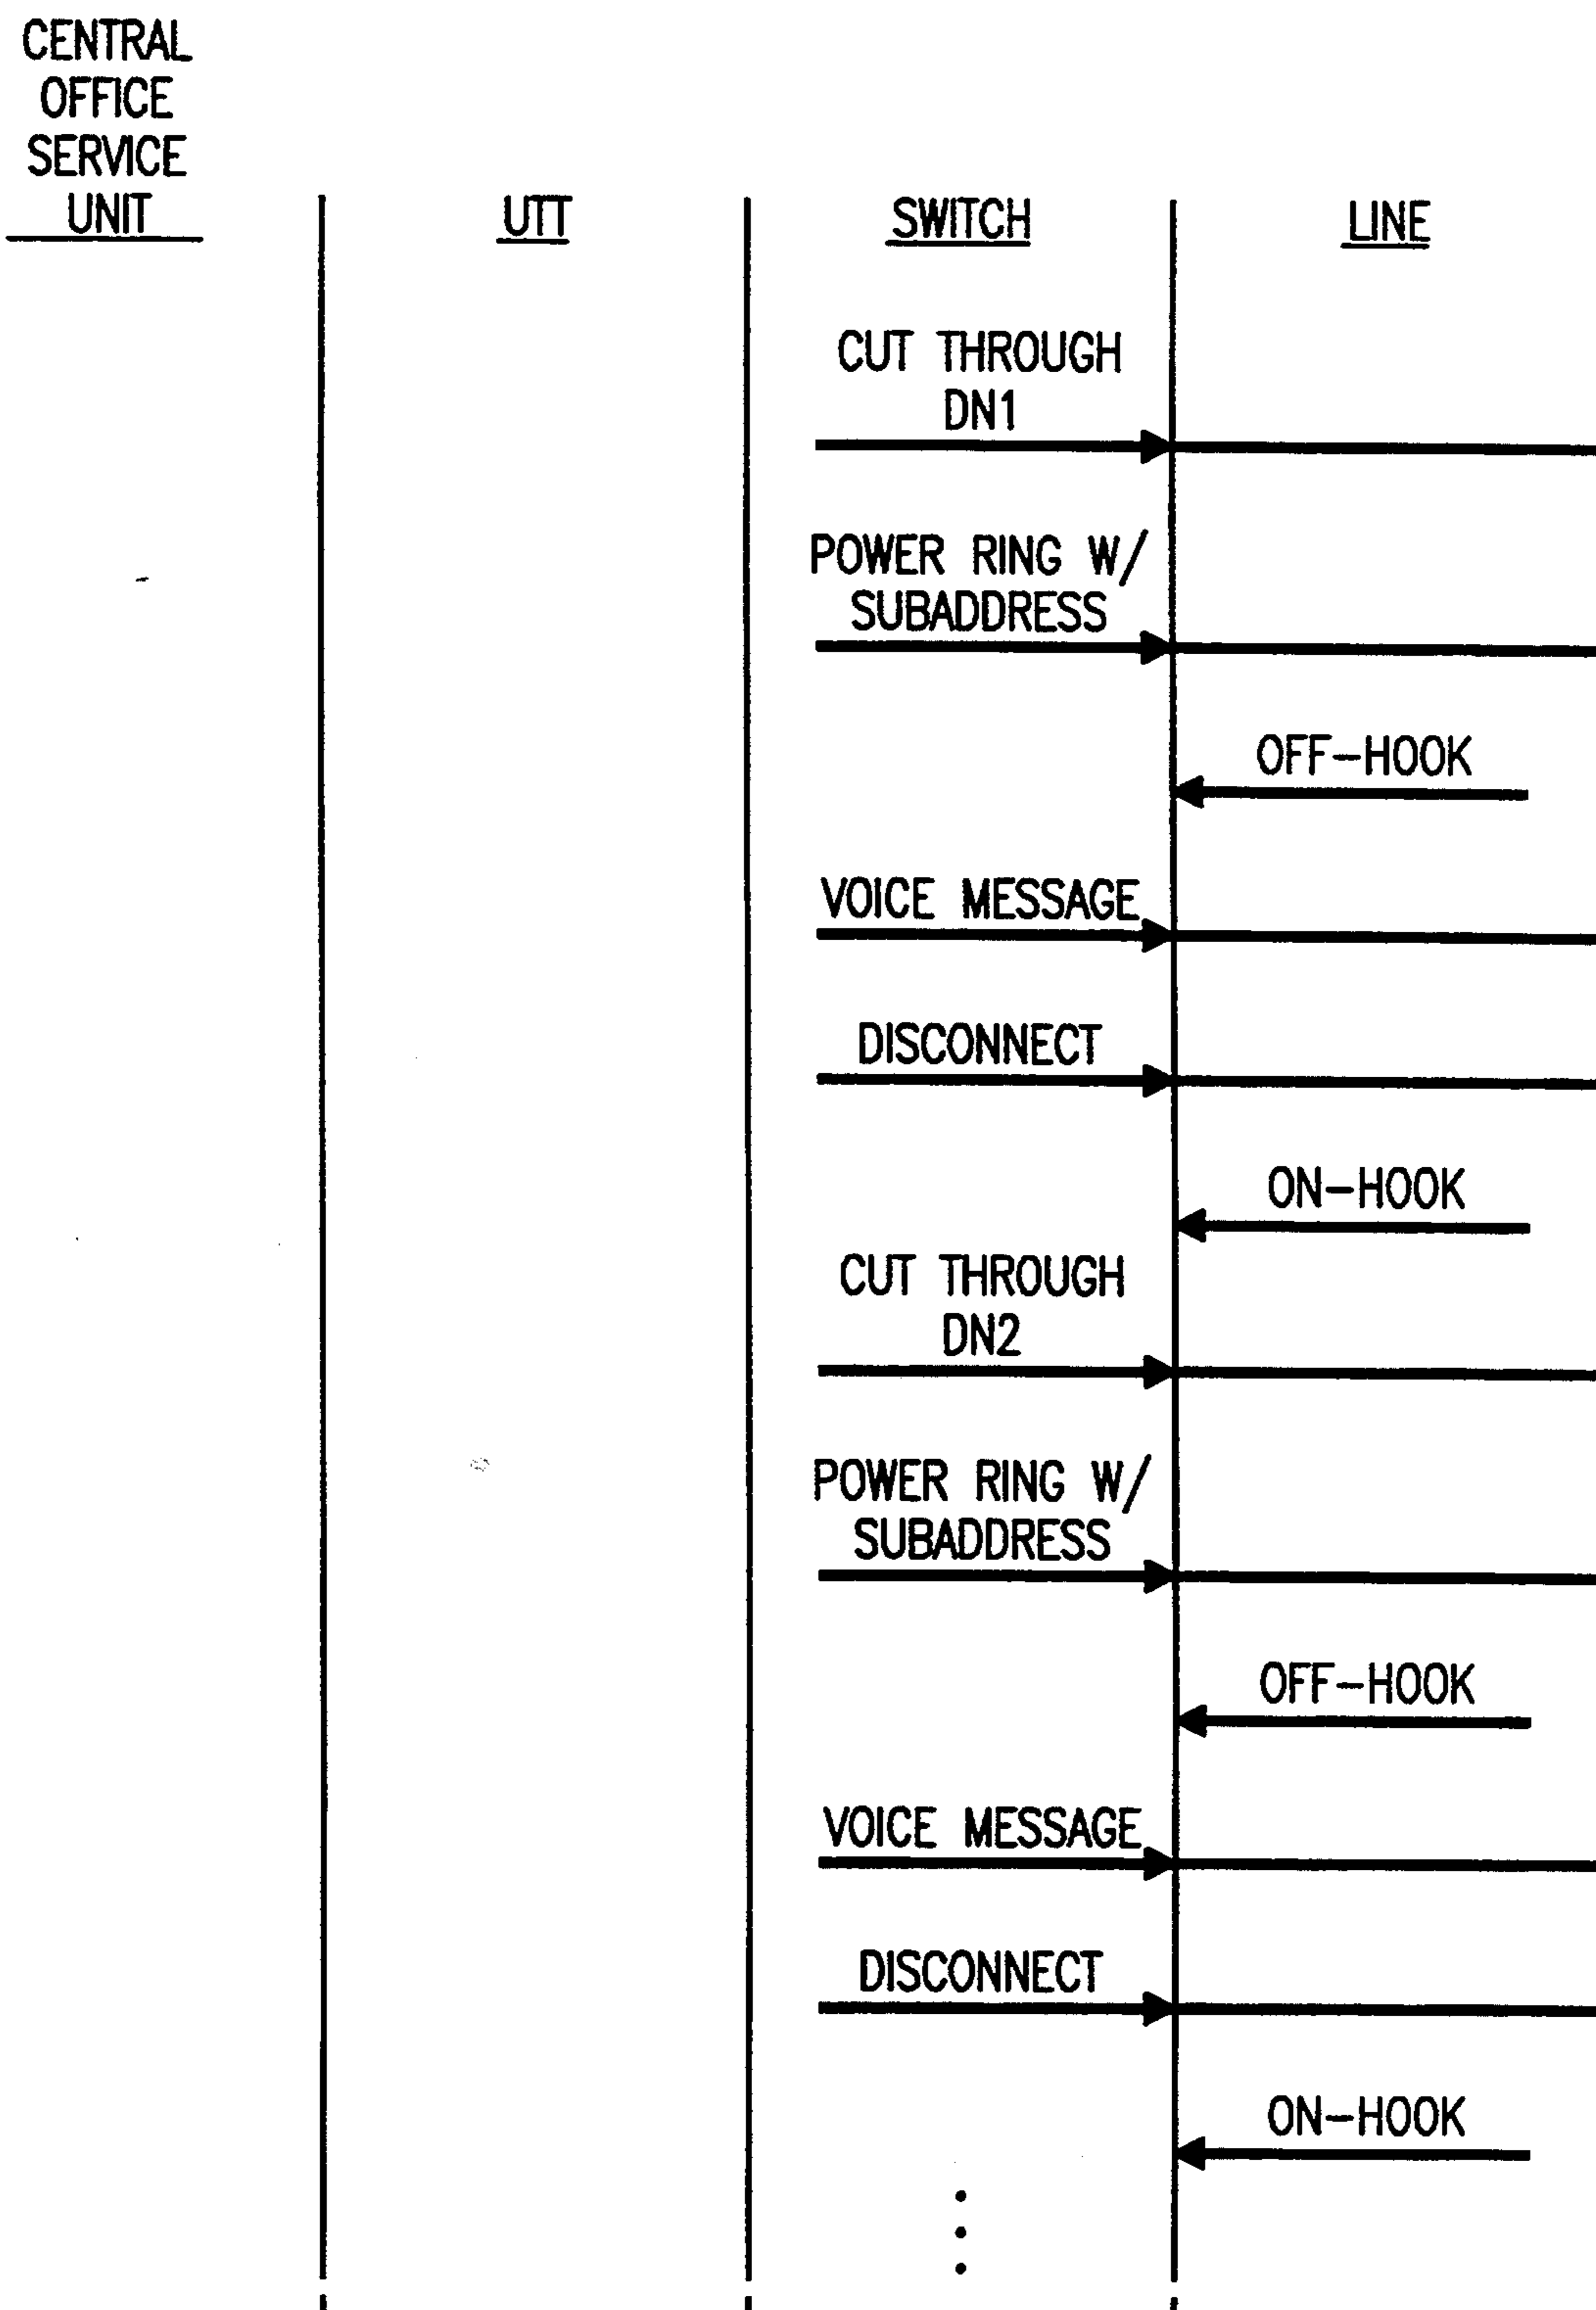 CENTRAL
OFFICE
SERVICE
UNIT
UTT
SWITCH
LINE
CUT THROUGH
DN1
POWER RING W/
SUBADDRESS
OFF-HOOK
VOICE MESSAGE
DISCONNECT
ON-HOOK
CUT THROUGH
DN2
POWER RING W/
SUBADDRESS
OFF-HOOK
VOICE MESSAGE
DISCONNECT
ON-HOOK